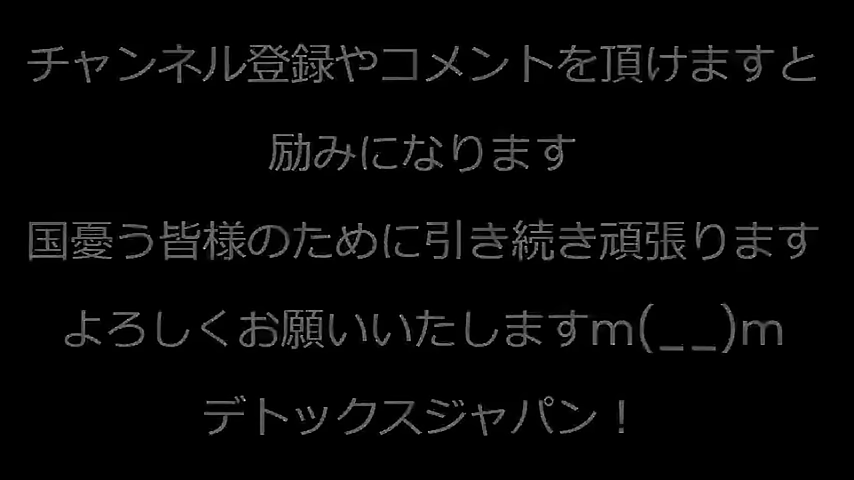 チャンネル登録やコメントを頂けますと
励みになります
国憂う皆様のために引き続き頑張ります
よろしくお願いいたしますm(__)m
デトックスジャパン！